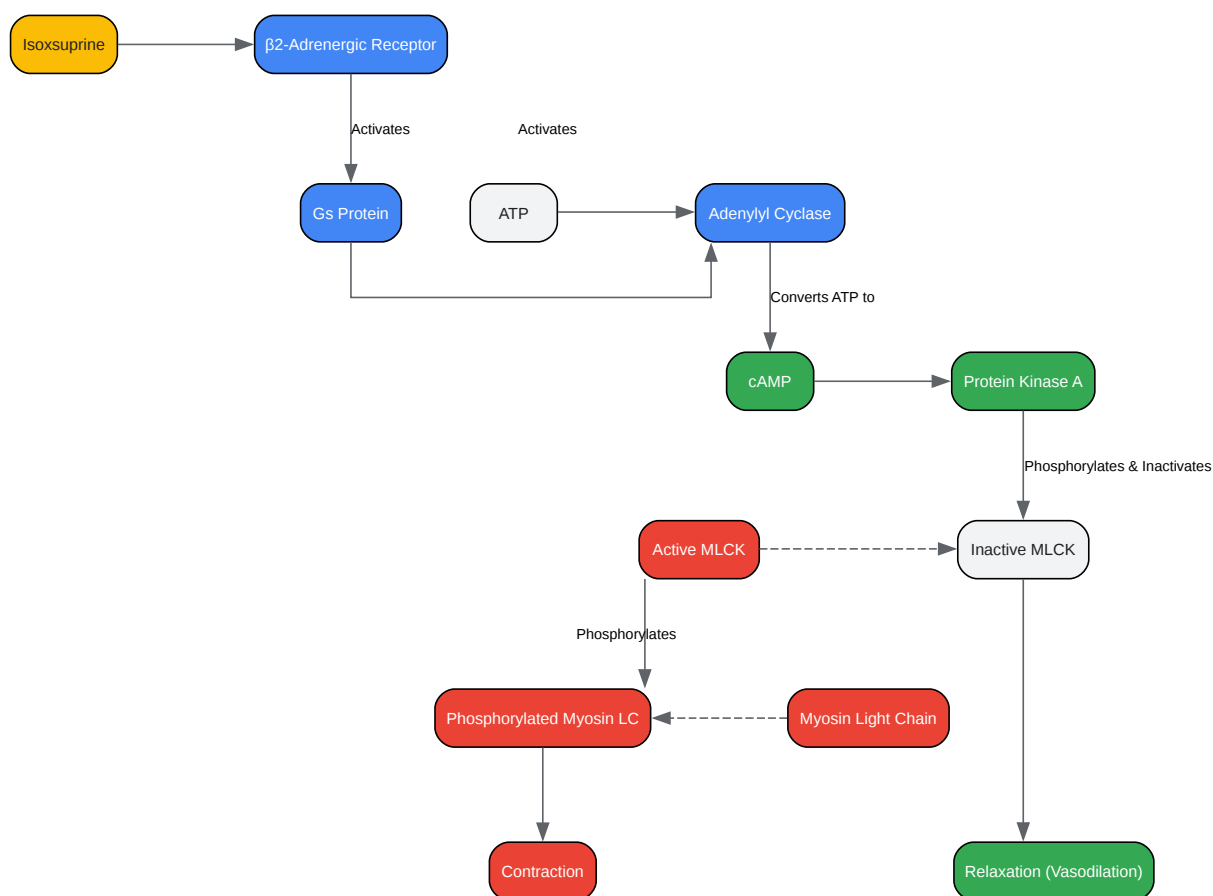 Isoxsuprine
β2-Adrenergic Receptor
Activates
Activates
Gs Protein
ATP
Adenylyl Cyclase
Converts ATP to
cAMP
Protein Kinase A
Phosphorylates & Inactivates
Active MLCK
Inactive MLCK
Phosphorylates
Phosphorylated Myosin LC
Myosin Light Chain
Contraction
Relaxation (Vasodilation)